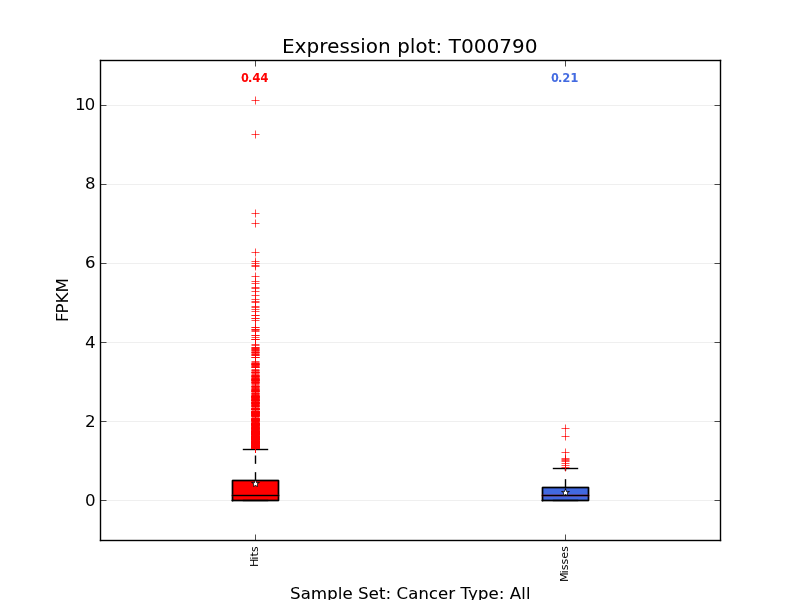 Expression plot: T000790
0.44
0.21
10
8
6
4
2
0
FPKM
Hits
Misses
Sample Set: Cancer Type: All